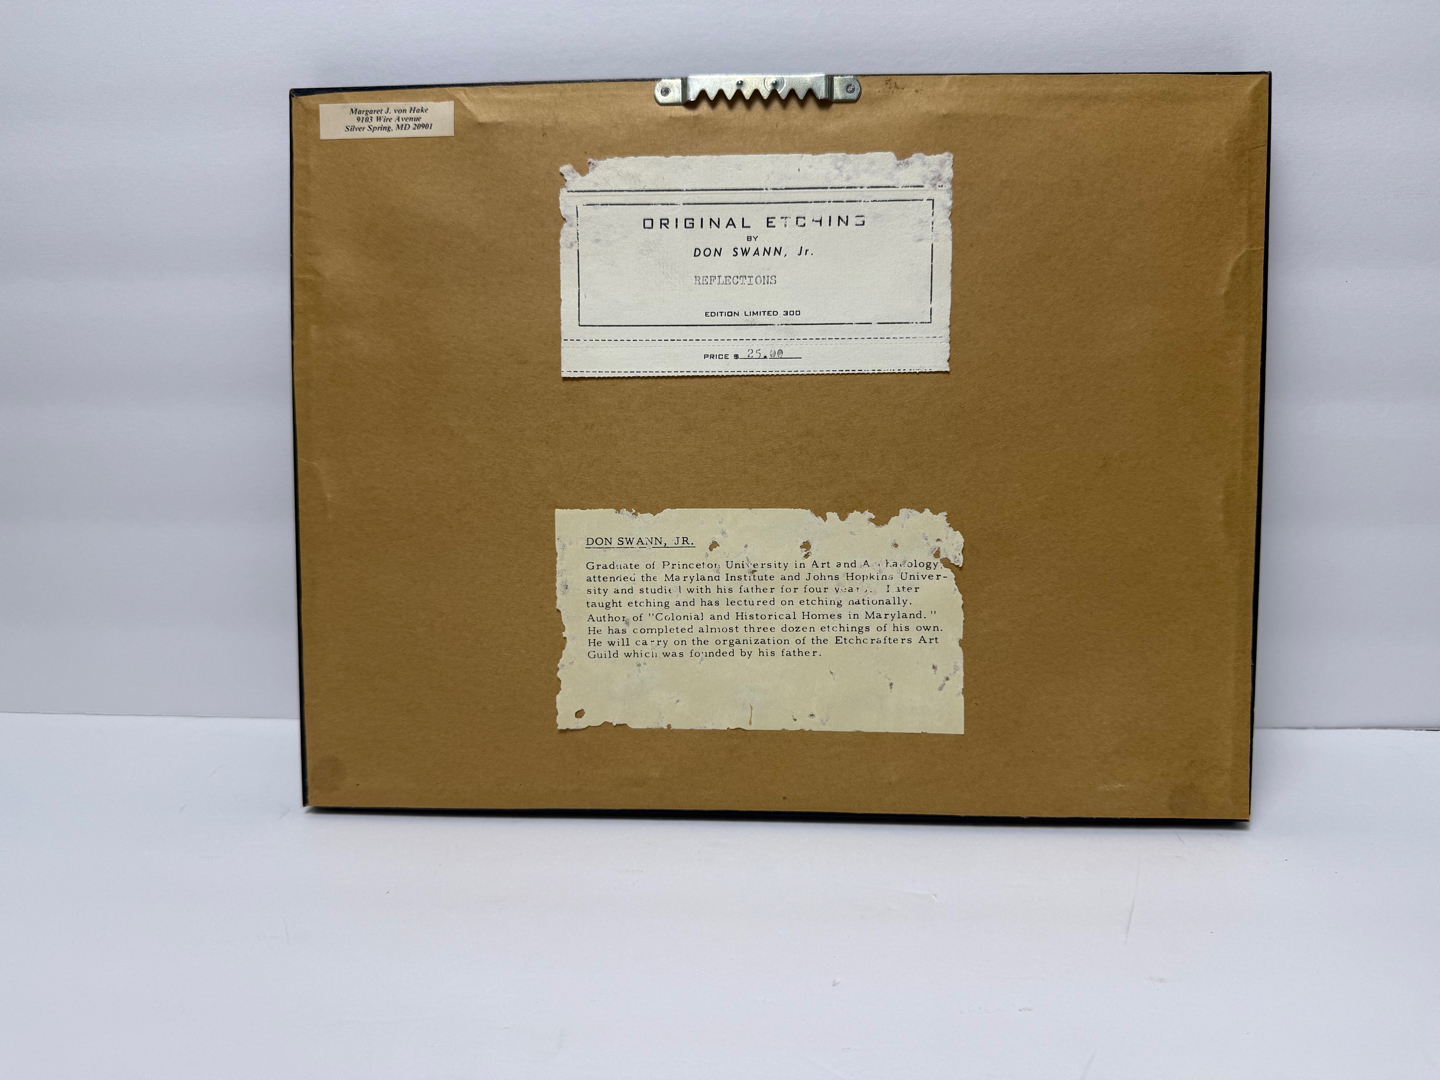 Margaret J. von Hake
9103 Wire Avenue
Silver Spring, MD 20901
ORIGINAL ETCHING
BY
DON SWANN, Jr.
REFLECTIONS
EDITION LIMITED 300
PRICE $ 25.00
DON SWANN, JR.
Graduate of Princeton University in Art and Archaeology,
attended the Maryland Institute and Johns Hopkins Univer-
sity and studied with his father for four years. Later
taught etching and has lectured on etching nationally.
Author of "Colonial and Historical Homes in Maryland."
He has completed almost three dozen etchings of his own.
He will carry on the organization of the Etchcrafters Art
Guild which was founded by his father.